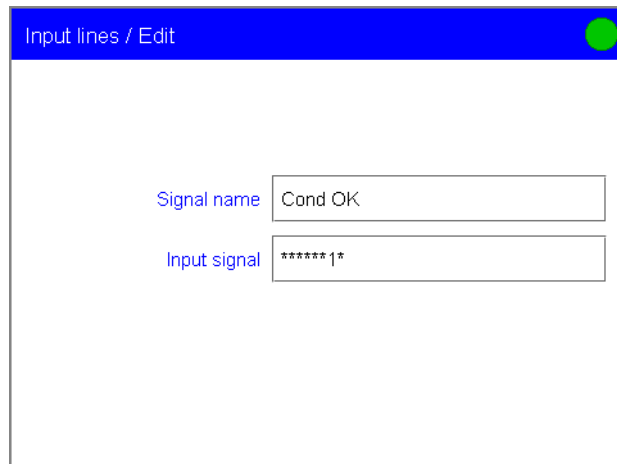 Input lines / Edit
Signal name Cond OK
Input signal ******1*